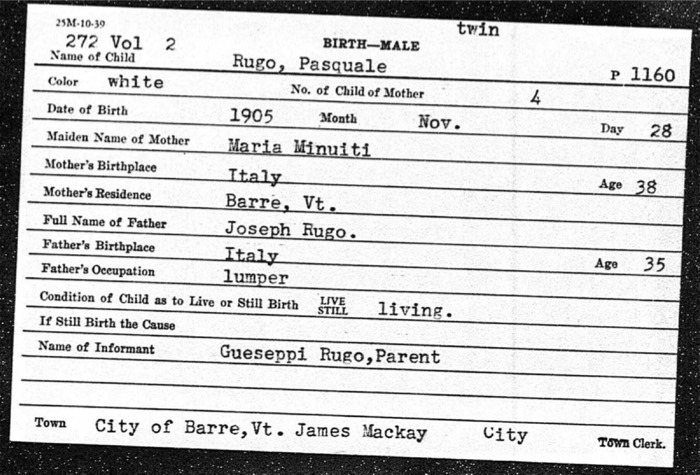 25M-10-39
twin
272 Vol 2 BIRTH—MALE
Name of Child Rugo, Pasquale P 1160
Color white No. of Child of Mother 4
Date of Birth 1905 Month Nov. Day 28
Maiden Name of Mother Maria Minuiti
Mother's Birthplace Italy Age 38
Mother's Residence Barre, Vt.
Full Name of Father Joseph Rugo.
Father's Birthplace Italy Age 35
Father's Occupation lumper
Condition of Child as to Live or Still Birth LIVE STILL living.
If Still Birth the Cause
Name of Informant Gueseppi Rugo,Parent
Town City of Barre,Vt. James Mackay City Town Clerk.